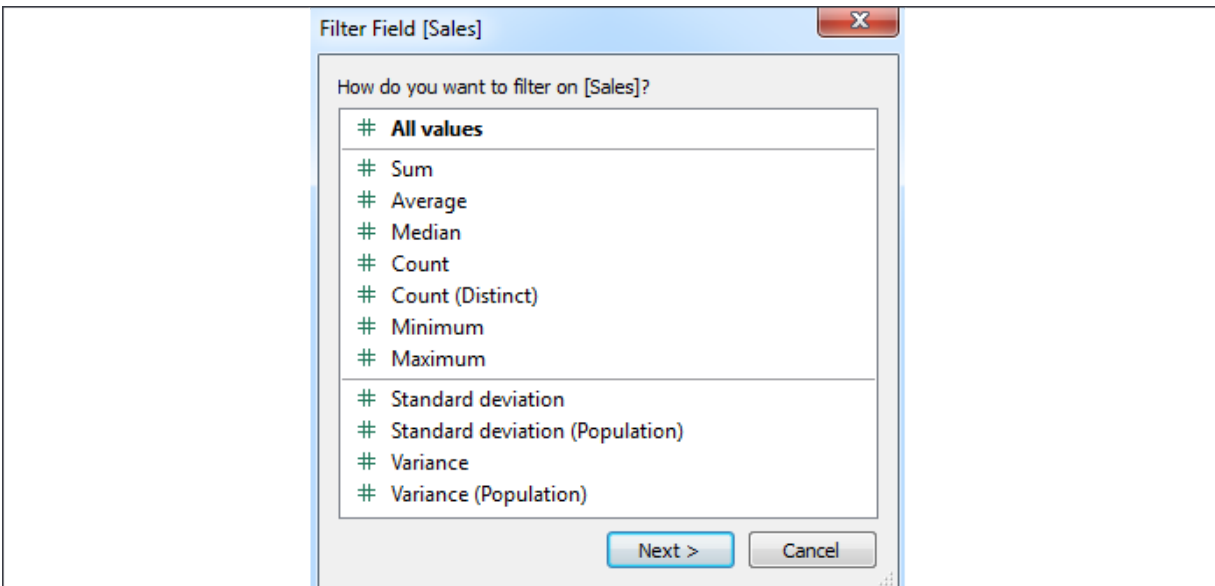 Filter Field [Sales]
How do you want to filter on [Sales]?
# All values
# Sum
# Average
# Median
# Count
# Count (Distinct)
# Minimum
# Maximum
# Standard deviation
# Standard deviation (Population)
# Variance
# Variance (Population)
Next > Cancel